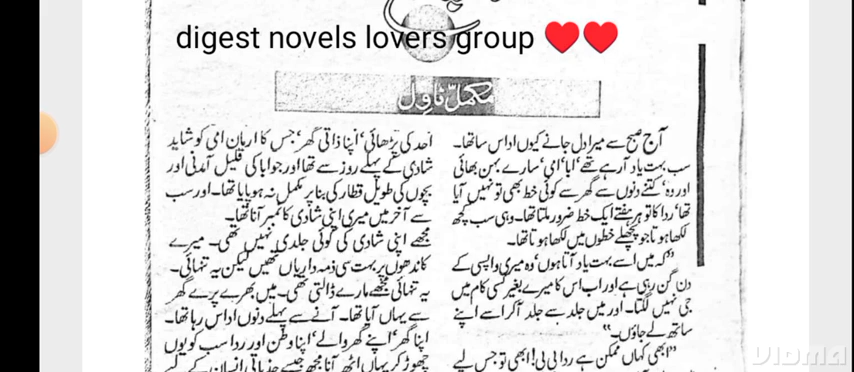 digest novels lovers group ❤️❤️
مکمل ناول
آج صبح سے میرا دل جانے کیوں اداس سا تھا۔
سب بہت یاد آ رہے تھے‘ ابا‘ امی‘ سارے بہن بھائی
اور وہ‘ کتنے دنوں سے گھر سے کوئی خط بھی تو نہیں آیا
تھا‘ ردا کا تو ہر ہفتے ایک خط ضرور ملتا تھا۔ وہی سب کچھ
لکھا ہوتا جو پچھلے خطوں میں لکھا ہوتا تھا۔
”کہ میں اسے بہت یاد آتا ہوں‘ وہ میری واپسی کے
دن گن رہی ہے اور اب اس کا میرے بغیر کسی کام میں
جی نہیں لگتا۔ اور میں جلد سے جلد آکر اسے اپنے
ساتھ لے جاؤں۔“
”ابھی کہاں ممکن ہے ردا بی بی! ابھی تو جس لیے
احد کی پڑھائی‘ اپنا ذاتی گھر‘ جس کا ارمان امی کو شاید
شادی کے پہلے روز سے تھا اور جو ابا کی قلیل آمدنی اور
بچوں کی طویل قطار کی بنا پر مکمل نہ ہو پایا تھا۔ اور سب
سے آخر میں میری اپنی شادی کا نمبر آنا تھا۔
مجھے اپنی شادی کی کوئی جلدی نہیں تھی۔ میرے
کاندھوں پر بہت سی ذمہ داریاں تھیں لیکن یہ تنہائی۔
یہ تنہائی مجھے مارے ڈالتی تھی۔ میں بھرے پرے گھر
سے یہاں آیا تھا۔ آنے سے پہلے دنوں اداس رہا تھا۔
اپنا گھر‘ اپنے گھر والے‘ اپنا وطن اور ردا سب کو یوں
چھوڑ کر یہاں اٹھ آنا مجھ جیسے جذباتی انسان کے لیے
VidMa